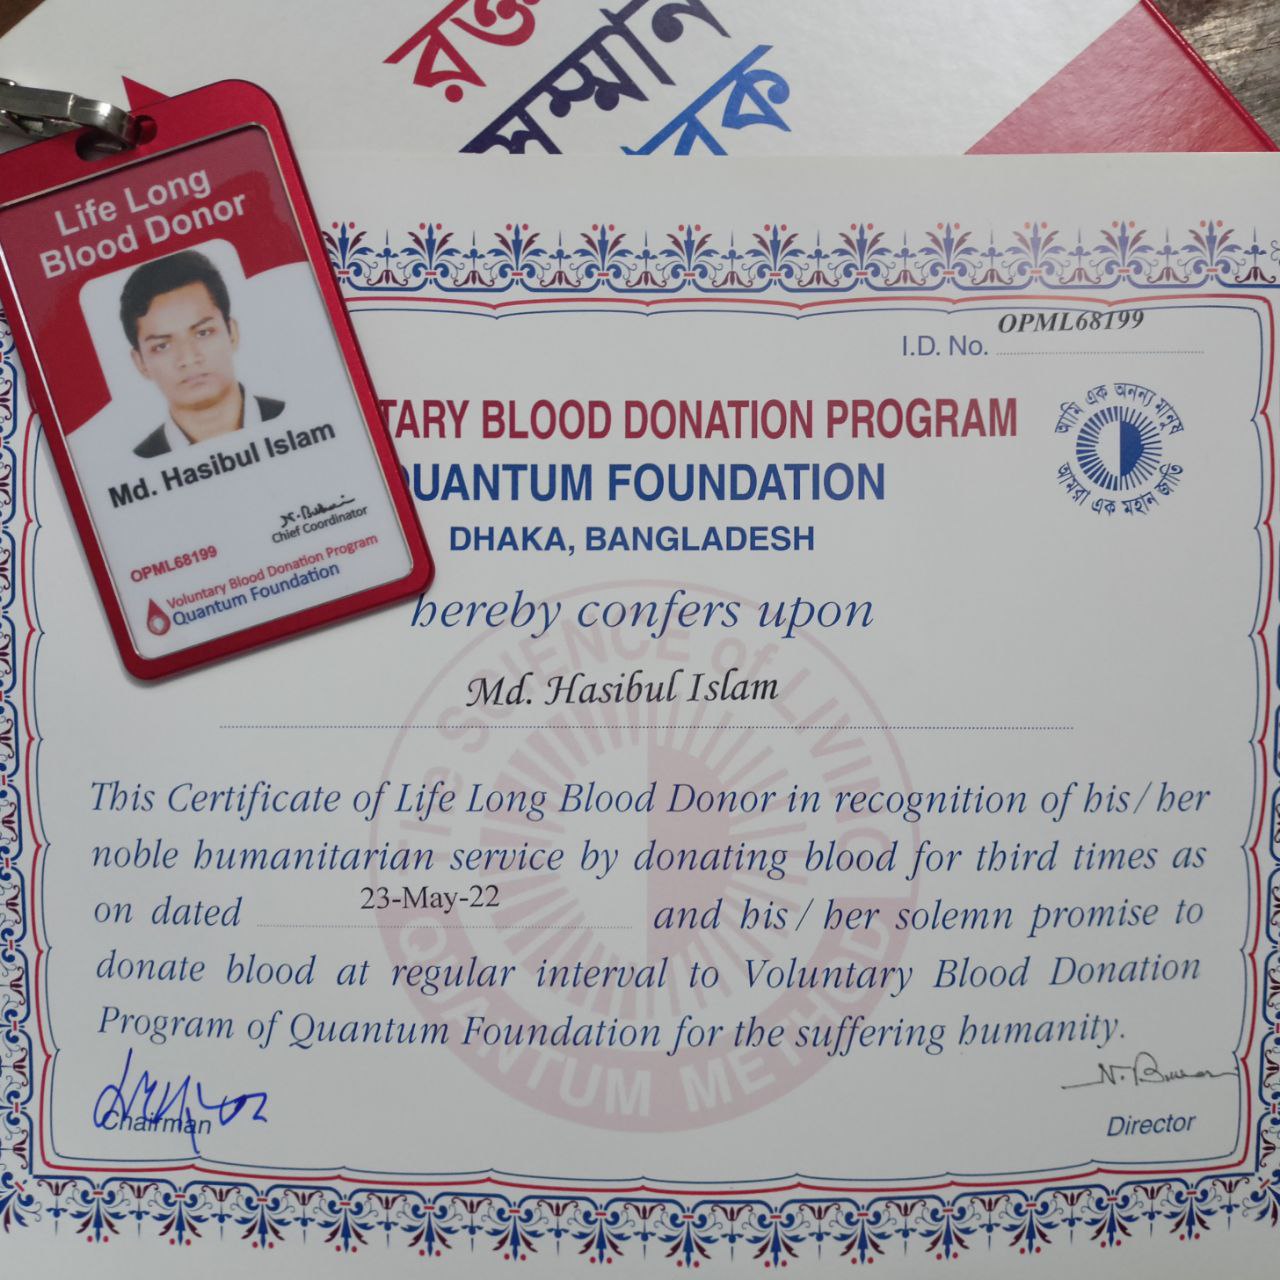 সম্মান
Life Long
Blood Donor
Md. Hasibul Islam
Chief Coordinator
OPML68199
Voluntary Blood Donation Program
Quantum Foundation
I.D. No. OPML68199
TARY BLOOD DONATION PROGRAM
QUANTUM FOUNDATION
DHAKA, BANGLADESH
আমি এক অনন্য মানুষ
আমরা এক মহান জাতি
hereby confers upon
Md. Hasibul Islam
This Certificate of Life Long Blood Donor in recognition of his/her
noble humanitarian service by donating blood for third times as
on dated 23-May-22 and his/her solemn promise to
donate blood at regular interval to Voluntary Blood Donation
Program of Quantum Foundation for the suffering humanity.
The SCIENCE of LIVING
QUANTUM METHOD
Chairman
Director